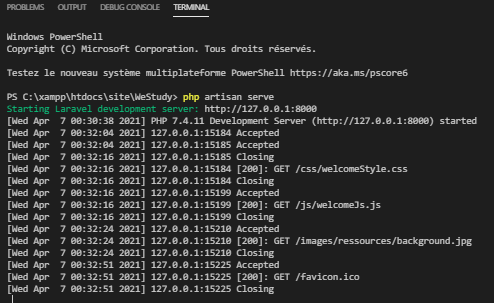 PROBLEMS OUTPUT DEBUG CONSOLE TERMINAL
Windows PowerShell
Copyright (C) Microsoft Corporation. Tous droits réservés.
Testez le nouveau système multiplateforme PowerShell https://aka.ms/pscore6
PS C:\xampp\htdocs\site\WeStudy> php artisan serve
Starting Laravel development server: http://127.0.0.1:8000
[Wed Apr  7 00:30:38 2021] PHP 7.4.11 Development Server (http://127.0.0.1:8000) started
[Wed Apr  7 00:32:04 2021] 127.0.0.1:15184 Accepted
[Wed Apr  7 00:32:04 2021] 127.0.0.1:15185 Accepted
[Wed Apr  7 00:32:16 2021] 127.0.0.1:15185 Closing
[Wed Apr  7 00:32:16 2021] 127.0.0.1:15184 [200]: GET /css/welcomeStyle.css
[Wed Apr  7 00:32:16 2021] 127.0.0.1:15184 Closing
[Wed Apr  7 00:32:16 2021] 127.0.0.1:15199 Accepted
[Wed Apr  7 00:32:16 2021] 127.0.0.1:15199 [200]: GET /js/welcomeJs.js
[Wed Apr  7 00:32:16 2021] 127.0.0.1:15199 Closing
[Wed Apr  7 00:32:24 2021] 127.0.0.1:15210 Accepted
[Wed Apr  7 00:32:24 2021] 127.0.0.1:15210 [200]: GET /images/ressources/background.jpg
[Wed Apr  7 00:32:24 2021] 127.0.0.1:15210 Closing
[Wed Apr  7 00:32:51 2021] 127.0.0.1:15225 Accepted
[Wed Apr  7 00:32:51 2021] 127.0.0.1:15225 [200]: GET /favicon.ico
[Wed Apr  7 00:32:51 2021] 127.0.0.1:15225 Closing